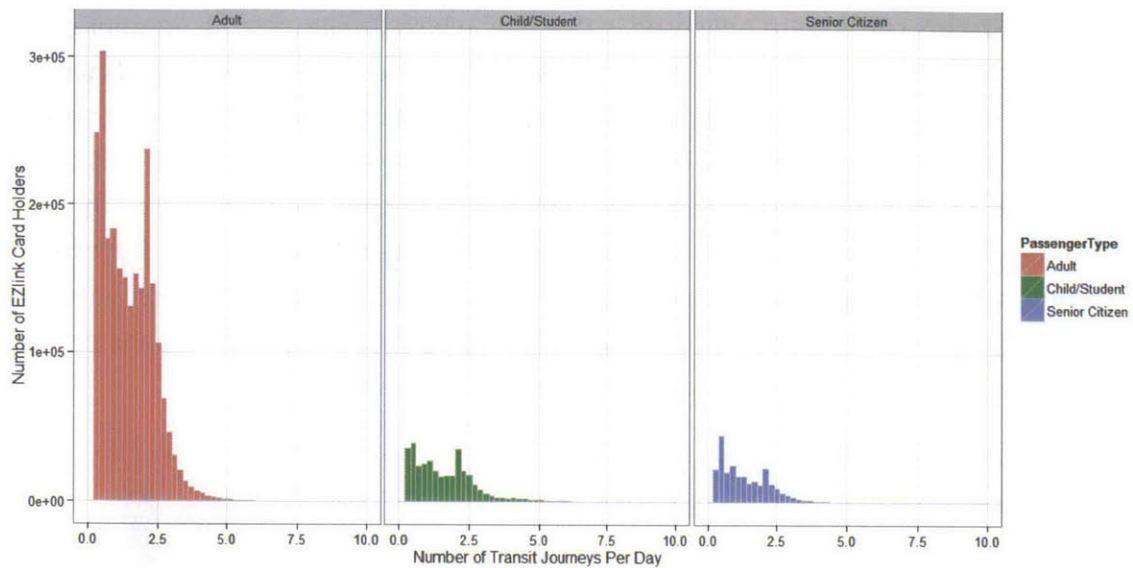 Adult
Child/Student
Senior Citizen
Number of EZlink Card Holders
3e+05
2e+05
1e+05
0e+00
0.0 2.5 5.0 7.5 10.0
0.0 2.5 5.0 7.5 10.0
0.0 2.5 5.0 7.5 10.0
Number of Transit Journeys Per Day
PassengerType
Adult
Child/Student
Senior Citizen